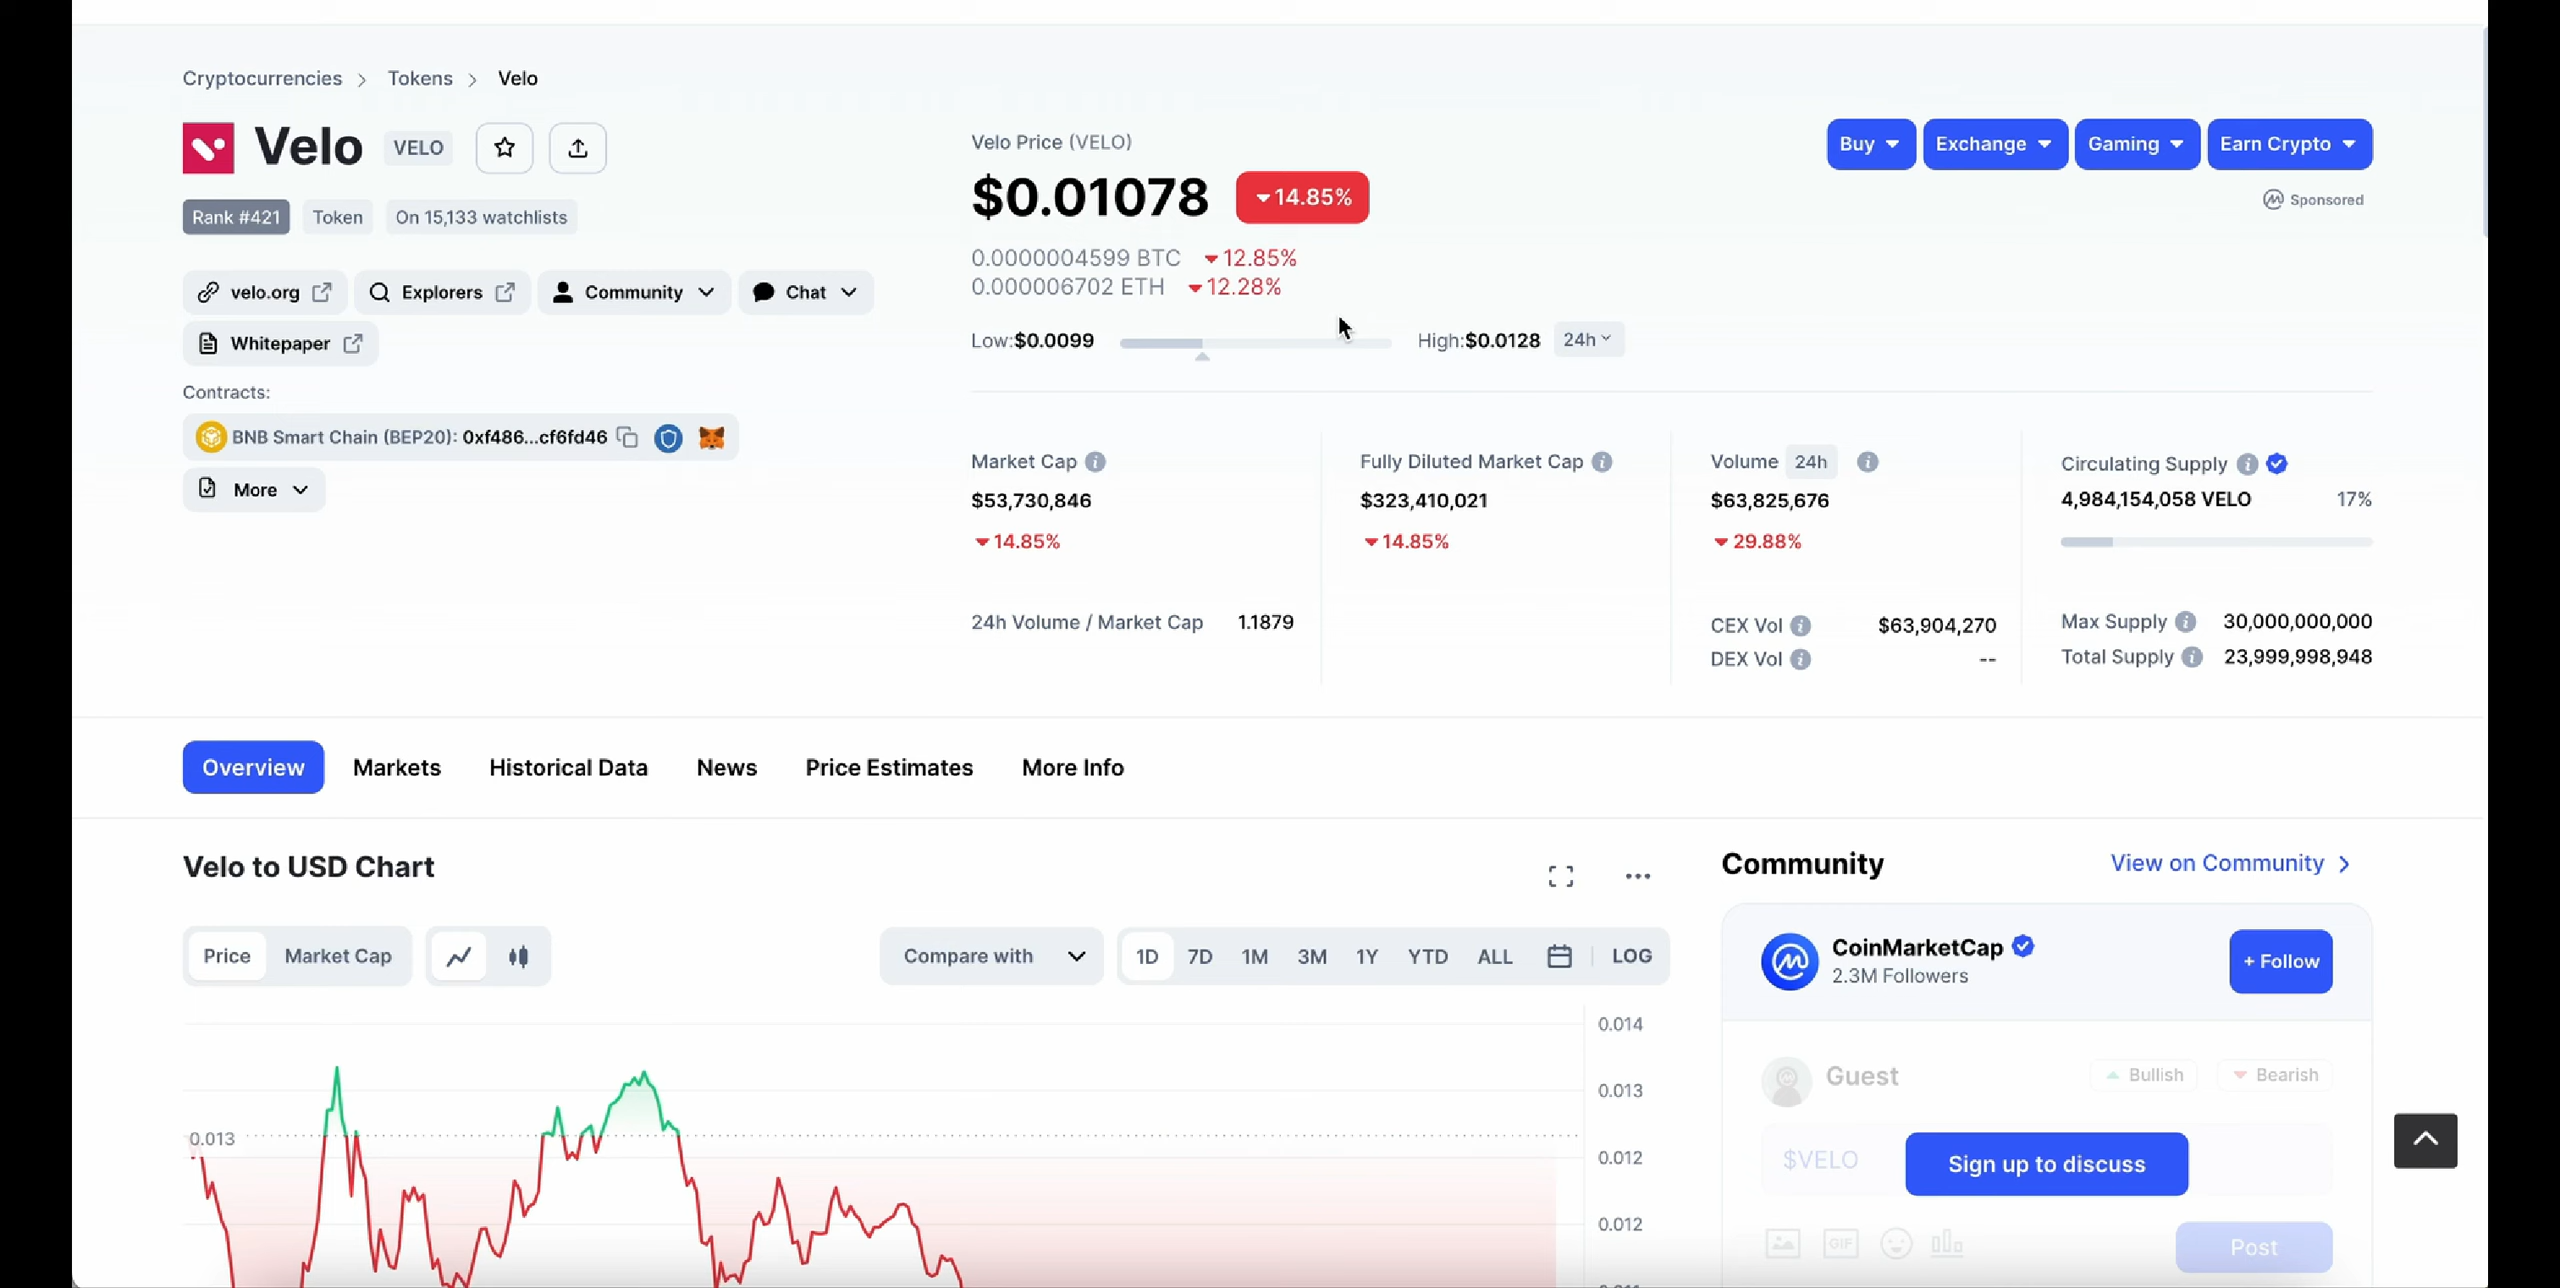 Cryptocurrencies > Tokens > Velo
Velo VELO
Rank #421 Token On 15,133 watchlists
velo.org Explorers Community Chat
Whitepaper
Contracts:
BNB Smart Chain (BEP20): 0xf486...cf6fd46
More
Velo Price (VELO)
$0.01078 14.85%
0.0000004599 BTC 12.85%
0.000006702 ETH 12.28%
Low:$0.0099 High:$0.0128 24h
Buy Exchange Gaming Earn Crypto
Sponsored
Market Cap
$53,730,846
14.85%
24h Volume / Market Cap 1.1879
Fully Diluted Market Cap
$323,410,021
14.85%
Volume 24h
$63,825,676
29.88%
CEX Vol $63,904,270
DEX Vol --
Circulating Supply
4,984,154,058 VELO 17%
Max Supply 30,000,000,000
Total Supply 23,999,998,948
Overview Markets Historical Data News Price Estimates More Info
Velo to USD Chart
Price Market Cap
Compare with 1D 7D 1M 3M 1Y YTD ALL LOG
0.014
0.013
0.013
0.012
0.012
Community View on Community >
CoinMarketCap
2.3M Followers
+ Follow
Guest Bullish Bearish
$VELO Sign up to discuss
GIF Post